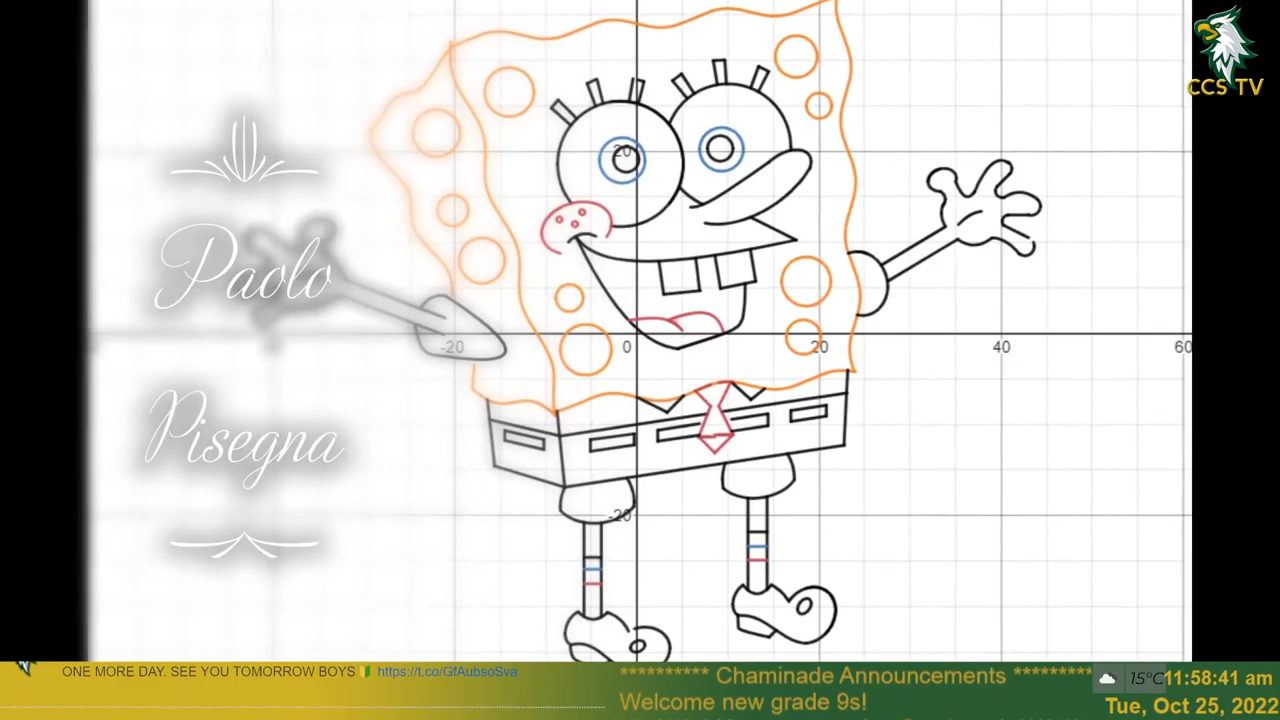 CCS TV
20
Paolo
-20
0
20
40
60
Pisegna
-20
ONE MORE DAY. SEE YOU TOMORROW BOYS 🔰 https://t.co/GfAubsoSva
********** Chaminade Announcements **********
Welcome new grade 9s!
15°C
11:58:41 am
Tue, Oct 25, 2022